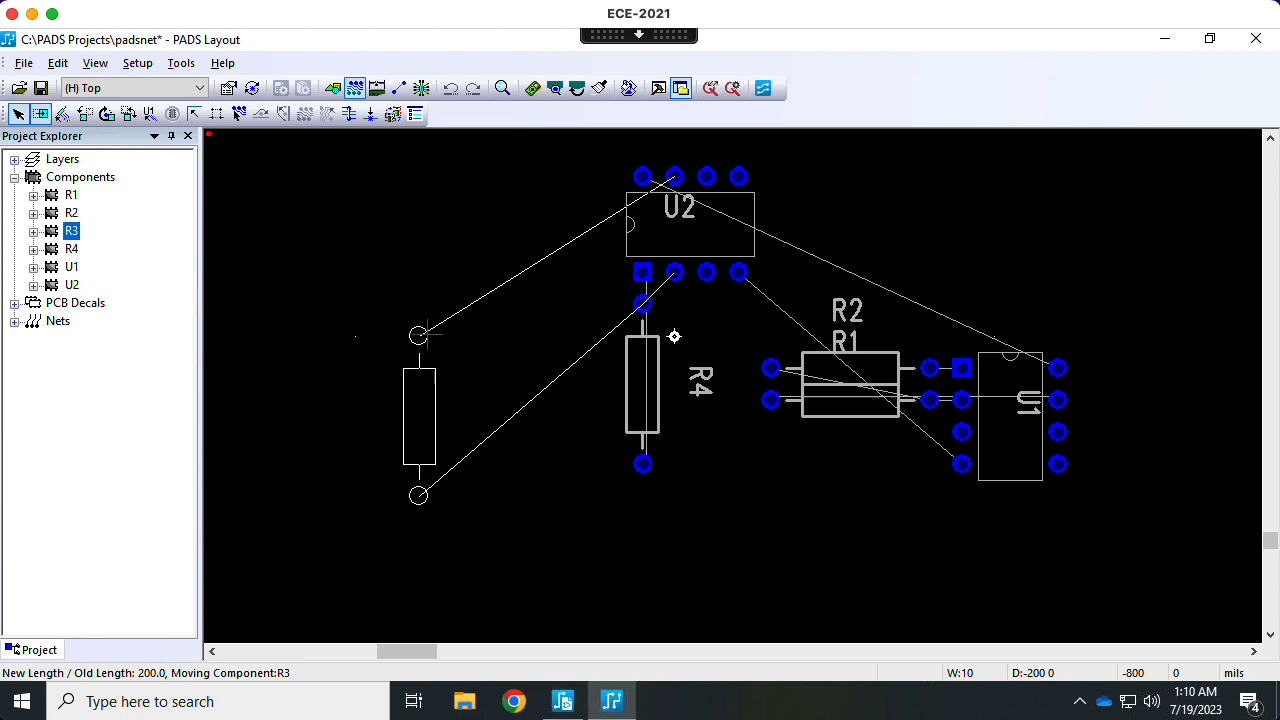 ECE-2021
C:\PADS Projects\padsnet* - PADS Layout
File Edit View Setup Tools Help
(H) Top
Project Explorer
Layers
Components
R1
R2
R3
R4
U1
U2
PCB Decals
Nets
U2
R2
R1
R4
U1
Project
New Length / Old Length: 200.0, Moving Component:R3
W:10
D:-200 0
-800
0
mils
Type here to search
1:10 AM
7/19/2023
4